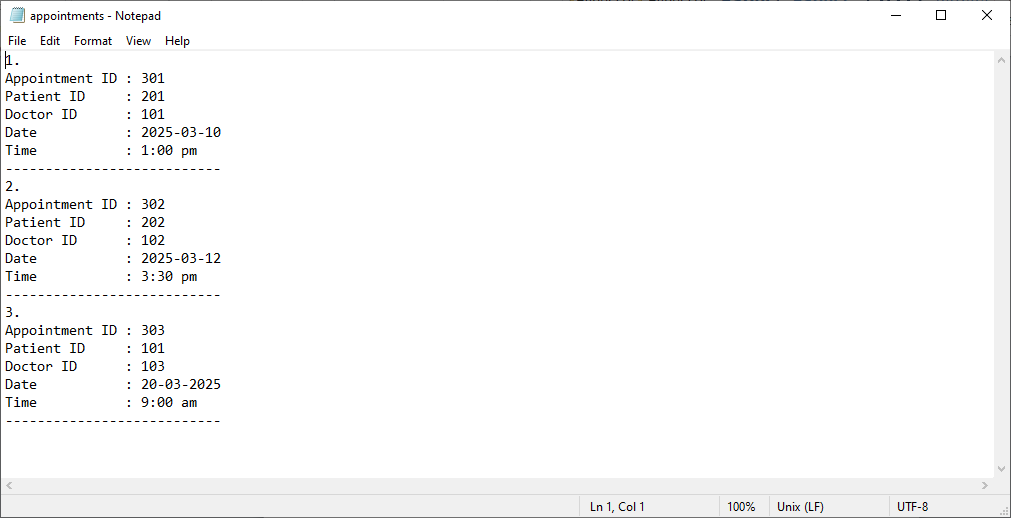 appointments - Notepad
File Edit Format View Help
1.
Appointment ID : 301
Patient ID     : 201
Doctor ID      : 101
Date           : 2025-03-10
Time           : 1:00 pm
---------------------------
2.
Appointment ID : 302
Patient ID     : 202
Doctor ID      : 102
Date           : 2025-03-12
Time           : 3:30 pm
---------------------------
3.
Appointment ID : 303
Patient ID     : 101
Doctor ID      : 103
Date           : 20-03-2025
Time           : 9:00 am
---------------------------
Ln 1, Col 1 100% Unix (LF) UTF-8